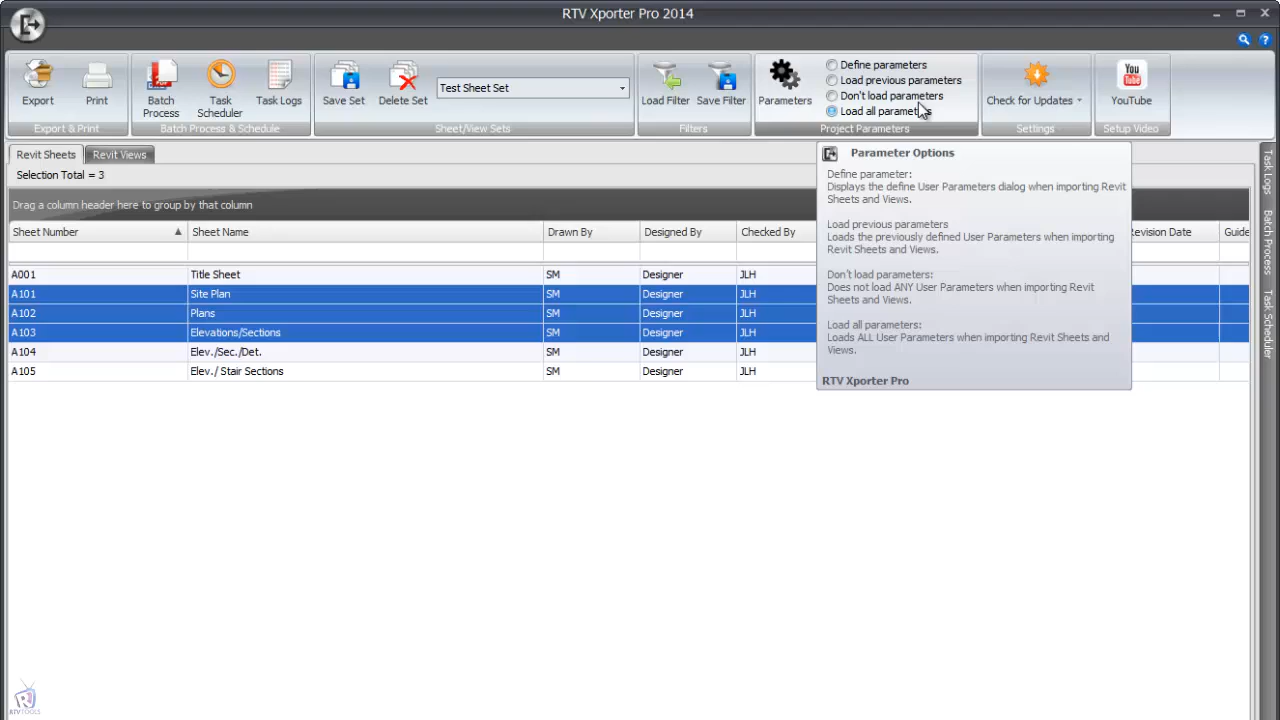 RTV Xporter Pro 2014
Export
Print
Export & Print
Batch Process
Task Scheduler
Task Logs
Batch Process & Schedule
Save Set
Delete Set
Test Sheet Set
Sheet/View Sets
Load Filter
Save Filter
Filters
Parameters
Define parameters
Load previous parameters
Don't load parameters
Load all parameters
Project Parameters
Check for Updates
Settings
You Tube
YouTube
Setup Video
Revit Sheets
Revit Views
Selection Total = 3
Drag a column header here to group by that column
Sheet Number Sheet Name Drawn By Designed By Checked By Revision Date Guide
A001 Title Sheet SM Designer JLH
A101 Site Plan SM Designer JLH
A102 Plans SM Designer JLH
A103 Elevations/Sections SM Designer JLH
A104 Elev./Sec./Det. SM Designer JLH
A105 Elev./ Stair Sections SM Designer JLH
Parameter Options
Define parameter:
Displays the define User Parameters dialog when importing Revit
Sheets and Views.
Load previous parameters
Loads the previously defined User Parameters when importing
Revit Sheets and Views.
Don't load parameters:
Does not load ANY User Parameters when importing Revit
Sheets and Views.
Load all parameters:
Loads ALL User Parameters when importing Revit Sheets and
Views.
RTV Xporter Pro
Task Logs
Batch Process
Task Scheduler
RTV TOOLS